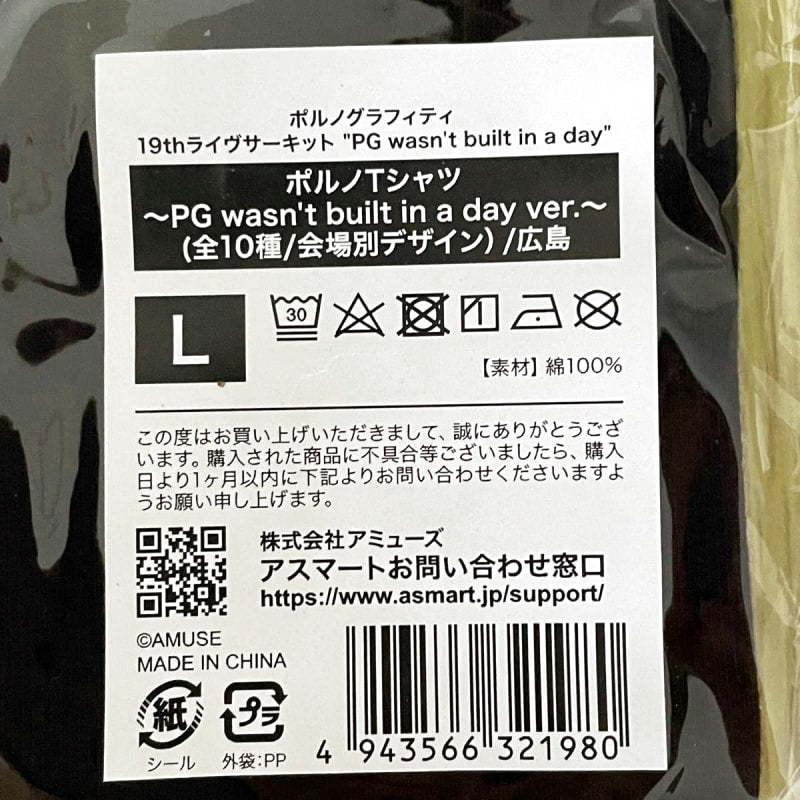 ポルノグラフィティ
19thライヴサーキット "PG wasn't built in a day"
ポルノTシャツ
〜PG wasn't built in a day ver.〜
(全10種/会場別デザイン) /広島
L
30
【素材】綿100%
この度はお買い上げいただきまして、誠にありがとうござ
います。購入された商品に不具合等ございましたら、購入
日より1ヶ月以内に下記よりお問い合わせくださいますよ
うお願い申し上げます。
株式会社アミューズ
アスマートお問い合わせ窓口
https://www.asmart.jp/support/
©AMUSE
MADE IN CHINA
紙
プラ
シール
外袋:PP
4 943566 321980